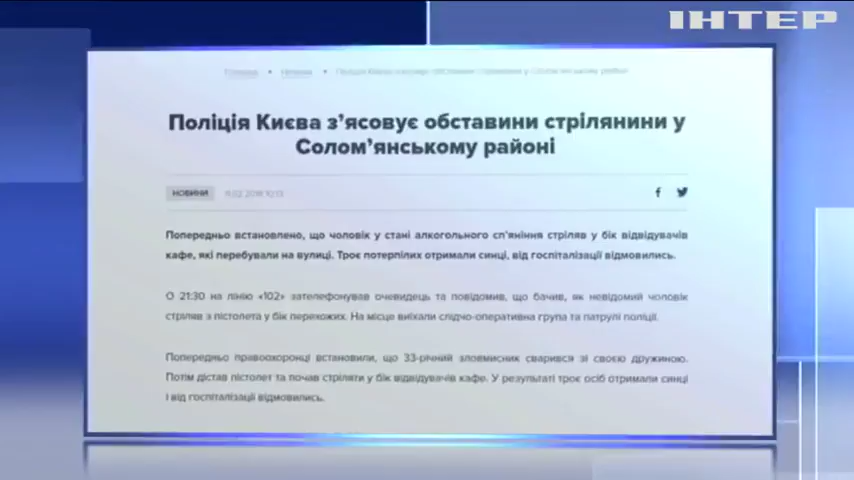 ІНТЕР
Поліція Києва з’ясовує обставини стрілянини у
Солом’янському районі
НОВИНИ
Попередньо встановлено, що чоловік у стані алкогольного сп’яніння стріляв у бік відвідувачів
кафе, які перебували на вулиці. Троє потерпілих отримали синці, від госпіталізації відмовились.
О 21:30 на лінію «102» зателефонував очевидець та повідомив, що бачив, як невідомий чоловік
стріляв з пістолета у бік перехожих. На місце виїхали слідчо-оперативна група та патрулі поліції.
Попередньо правоохоронці встановили, що 33-річний зловмисник сварився зі своєю дружиною.
Потім дістав пістолет та почав стріляти у бік відвідувачів кафе. У результаті троє осіб отримали синці
і від госпіталізації відмовились.